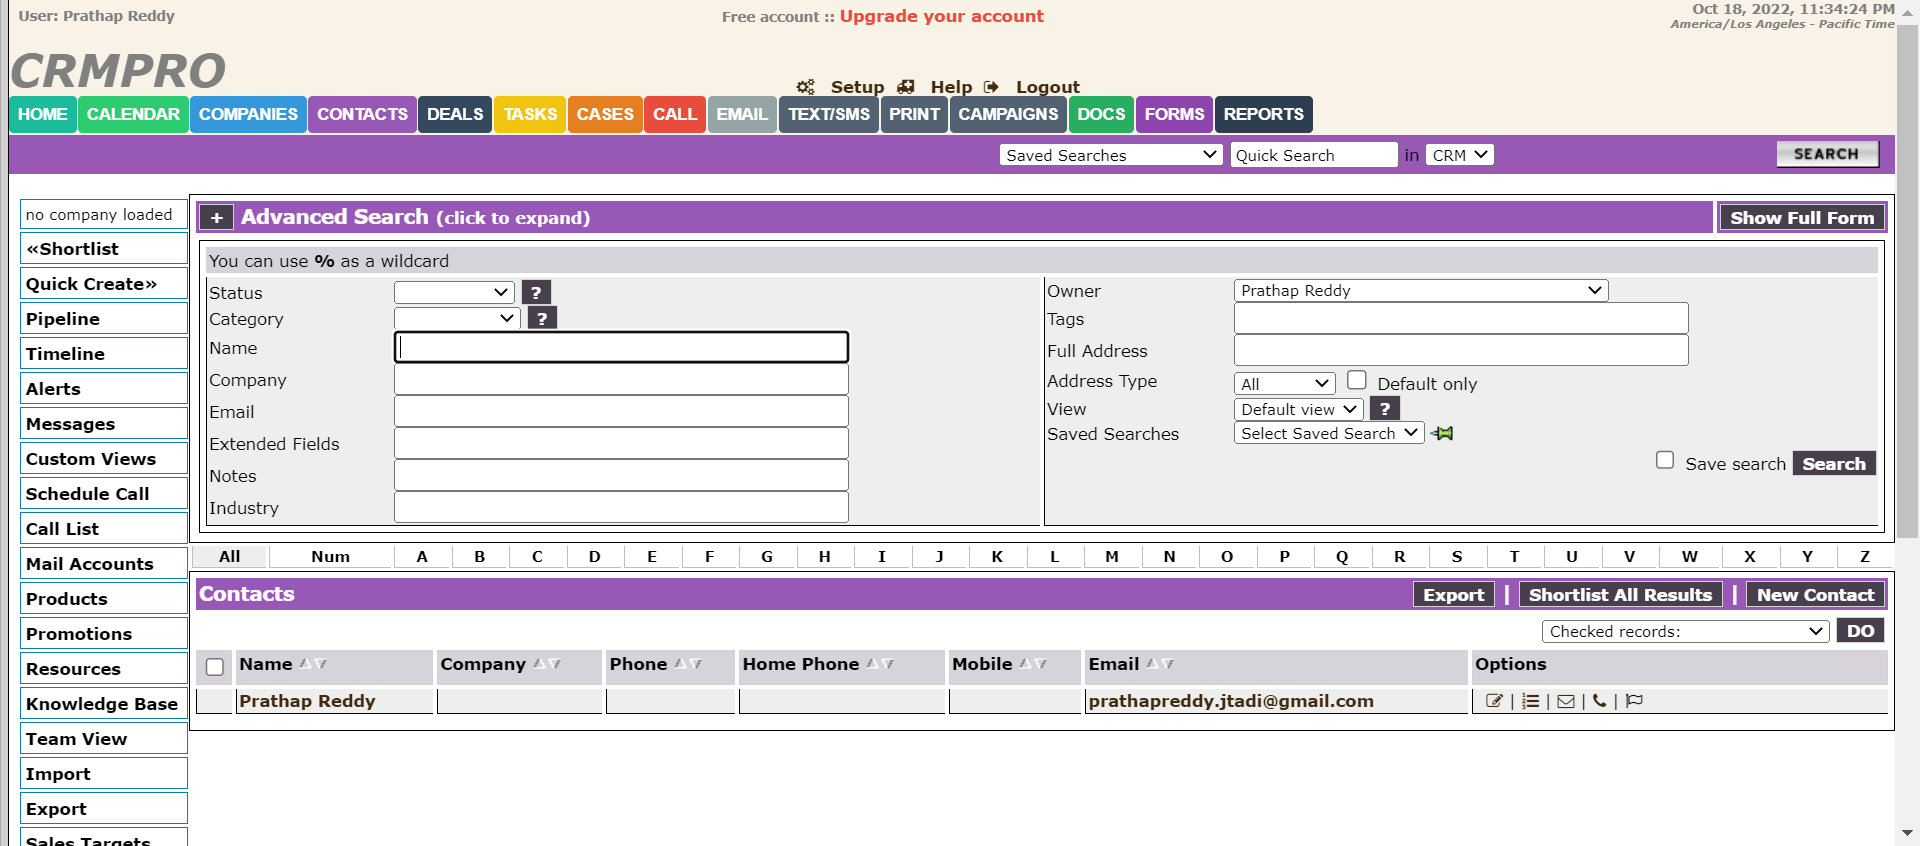 User: Prathap Reddy
Free account :: Upgrade your account
Oct 18, 2022, 11:34:24 PM
America/Los Angeles - Pacific Time
CRMPRO
Setup Help Logout
HOME CALENDAR COMPANIES CONTACTS DEALS TASKS CASES CALL EMAIL TEXT/SMS PRINT CAMPAIGNS DOCS FORMS REPORTS
Saved Searches Quick Search in CRM SEARCH
no company loaded
«Shortlist
Quick Create»
Pipeline
Timeline
Alerts
Messages
Custom Views
Schedule Call
Call List
Mail Accounts
Products
Promotions
Resources
Knowledge Base
Team View
Import
Export
Sales Targets
+ Advanced Search (click to expand) Show Full Form
You can use % as a wildcard
Status ?
Category ?
Name
Company
Email
Extended Fields
Notes
Industry
Owner Prathap Reddy
Tags
Full Address
Address Type All Default only
View Default view ?
Saved Searches Select Saved Search
Save search Search
All Num A B C D E F G H I J K L M N O P Q R S T U V W X Y Z
Contacts Export | Shortlist All Results | New Contact
Checked records: DO
Name Company Phone Home Phone Mobile Email Options
Prathap Reddy prathapreddy.jtadi@gmail.com | | | |